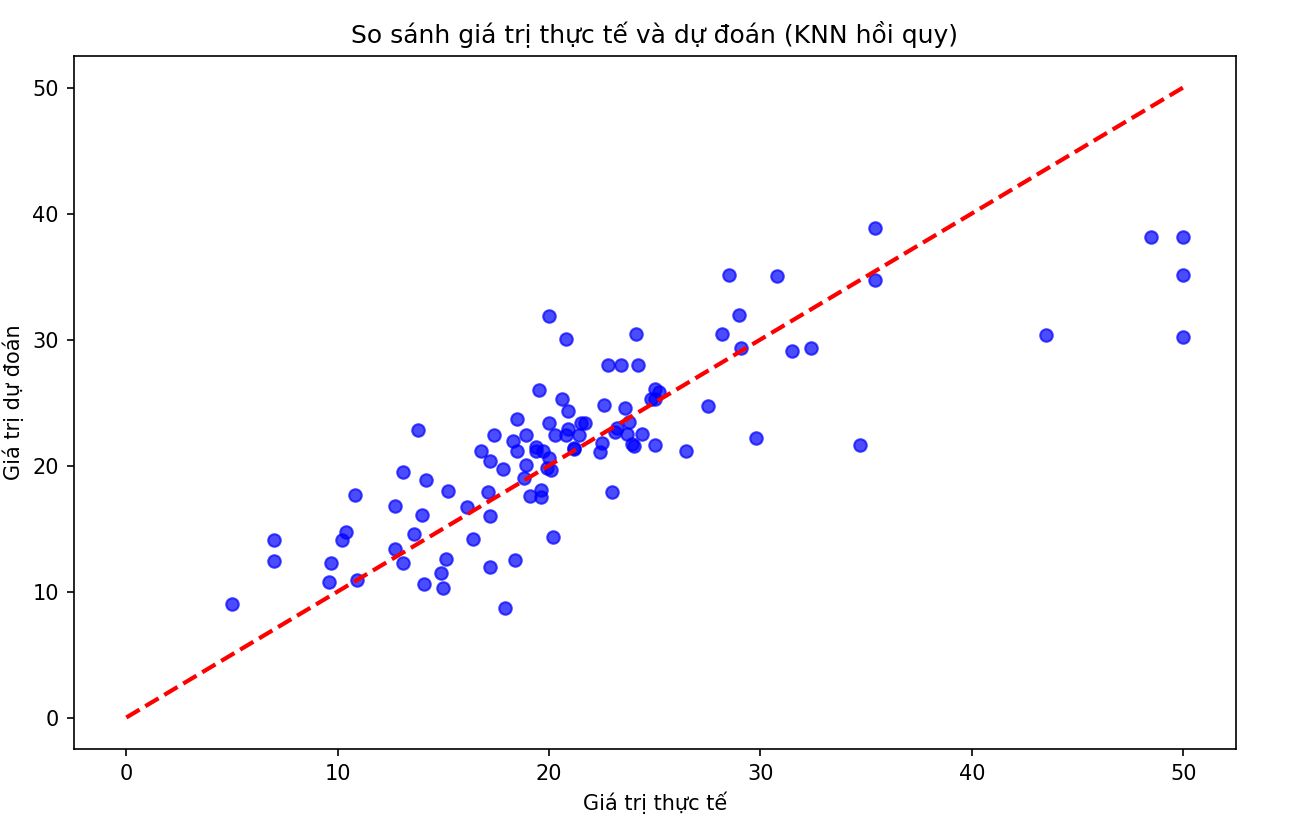 So sánh giá trị thực tế và dự đoán (KNN hồi quy)
Giá trị dự đoán
50
40
30
20
10
0
0 10 20 30 40 50
Giá trị thực tế